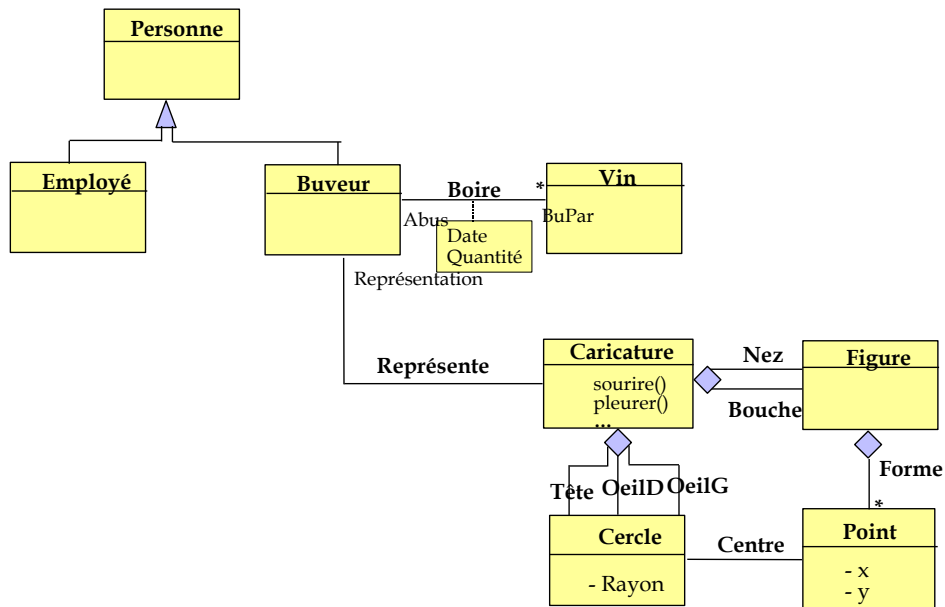 Personne
Employé
Buveur
Boire
*
Vin
Abus
BuPar
Date
Quantité
Représentation
Représente
Caricature
sourire()
pleurer()
...
Nez
Bouche
Figure
Forme
*
Tête
OeilD
OeilG
Cercle
- Rayon
Centre
Point
- x
- y